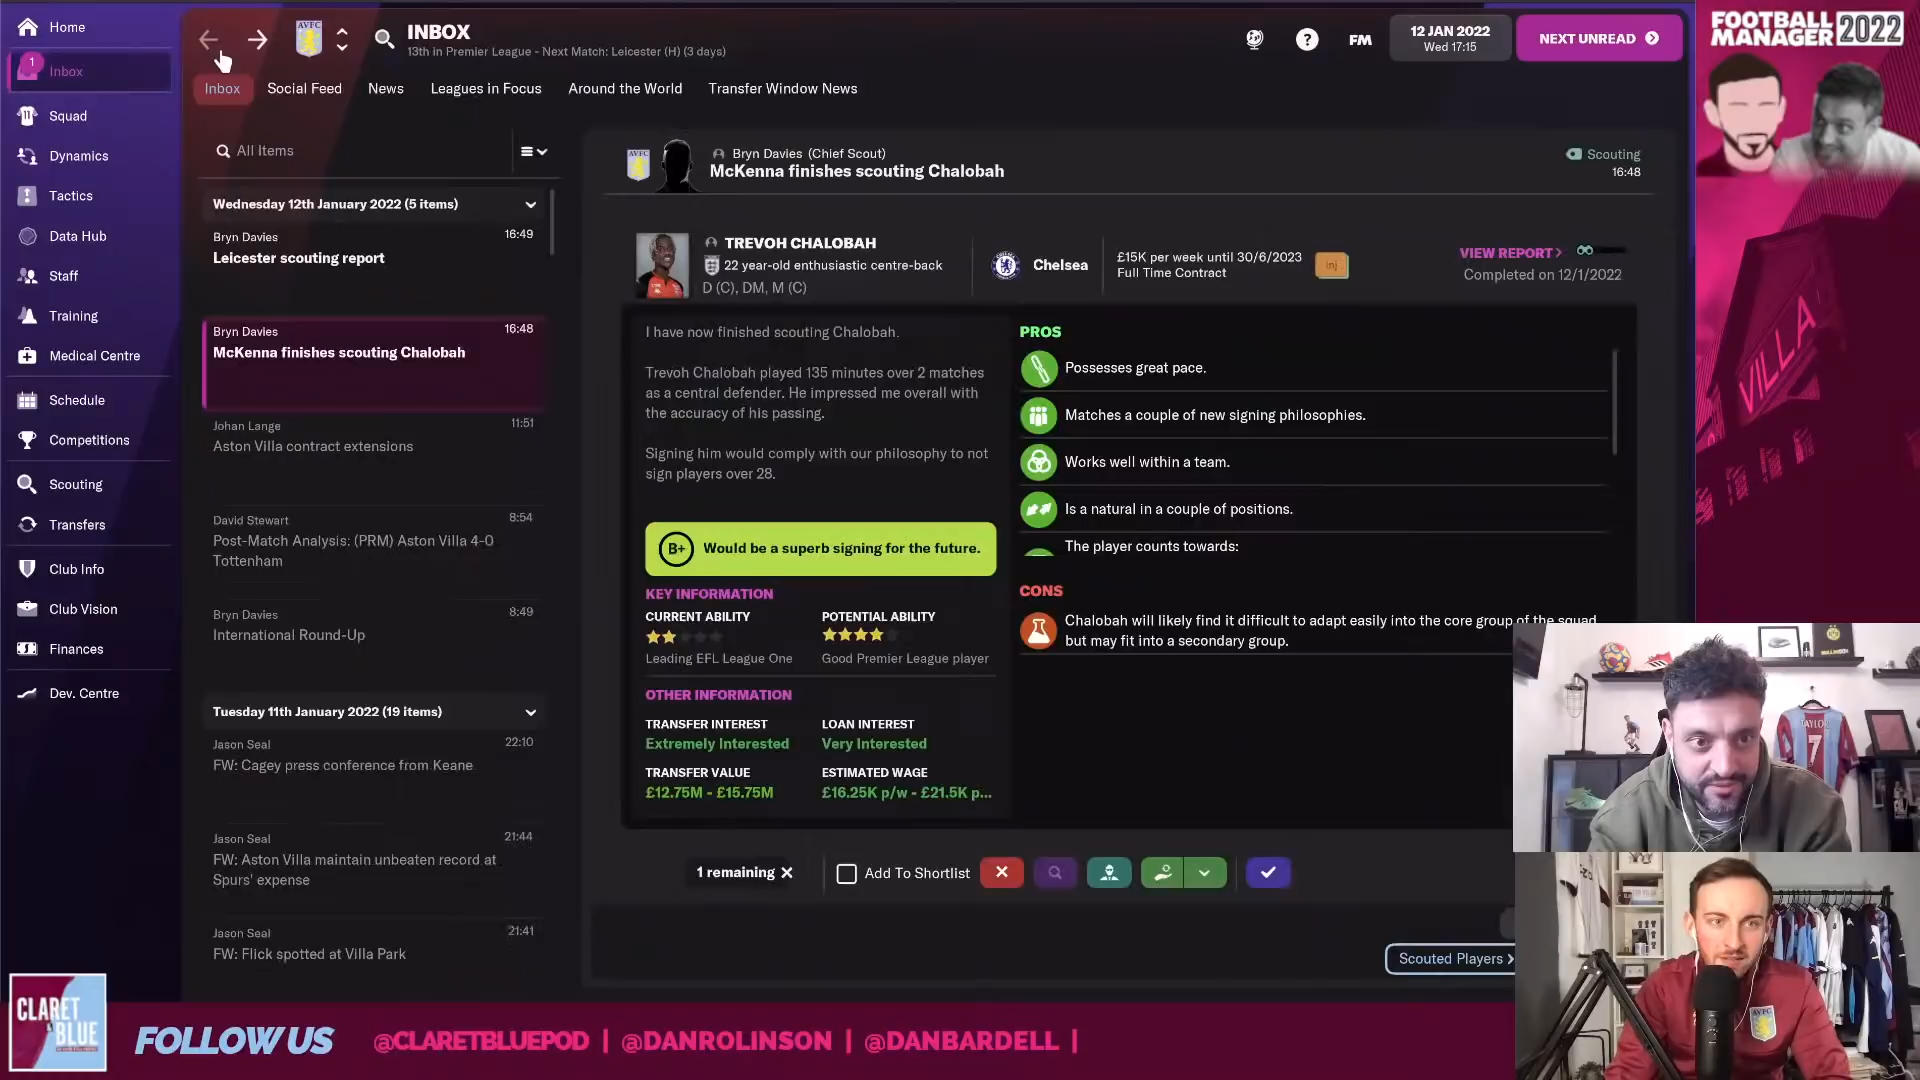 Home
1
Inbox
Squad
Dynamics
Tactics
Data Hub
Staff
Training
Medical Centre
Schedule
Competitions
Scouting
Transfers
Club Info
Club Vision
Finances
Dev. Centre
AVFC
INBOX
13th in Premier League - Next Match: Leicester (H) (3 days)
?
FM
12 JAN 2022
Wed 17:15
NEXT UNREAD
FOOTBALL
MANAGER 2022
Inbox
Social Feed
News
Leagues in Focus
Around the World
Transfer Window News
All Items
Wednesday 12th January 2022 (5 items)
Bryn Davies
16:49
Leicester scouting report
Bryn Davies
16:48
McKenna finishes scouting Chalobah
Johan Lange
11:51
Aston Villa contract extensions
David Stewart
8:54
Post-Match Analysis: (PRM) Aston Villa 4-0
Tottenham
Bryn Davies
8:49
International Round-Up
Tuesday 11th January 2022 (19 items)
Jason Seal
22:10
FW: Cagey press conference from Keane
Jason Seal
21:44
FW: Aston Villa maintain unbeaten record at
Spurs' expense
Jason Seal
21:41
FW: Flick spotted at Villa Park
AVFC
Bryn Davies (Chief Scout)
McKenna finishes scouting Chalobah
Scouting
16:48
TREVOH CHALOBAH
22 year-old enthusiastic centre-back
D (C), DM, M (C)
Chelsea
£15K per week until 30/6/2023
Full Time Contract
Inj
VIEW REPORT >
Completed on 12/1/2022
I have now finished scouting Chalobah.
Trevoh Chalobah played 135 minutes over 2 matches
as a central defender. He impressed me overall with
the accuracy of his passing.
Signing him would comply with our philosophy to not
sign players over 28.
B+
Would be a superb signing for the future.
KEY INFORMATION
CURRENT ABILITY
POTENTIAL ABILITY
Leading EFL League One
Good Premier League player
OTHER INFORMATION
TRANSFER INTEREST
LOAN INTEREST
Extremely Interested
Very Interested
TRANSFER VALUE
ESTIMATED WAGE
£12.75M - £15.75M
£16.25K p/w - £21.5K p...
PROS
Possesses great pace.
Matches a couple of new signing philosophies.
Works well within a team.
Is a natural in a couple of positions.
The player counts towards:
CONS
Chalobah will likely find it difficult to adapt easily into the core group of the squad
but may fit into a secondary group.
1 remaining
Add To Shortlist
Scouted Players >
VILLA
TAYLOR
7
AVFC
CLARET
& BLUE
FOLLOW US
@CLARETBLUEPOD | @DANROLINSON | @DANBARDELL |